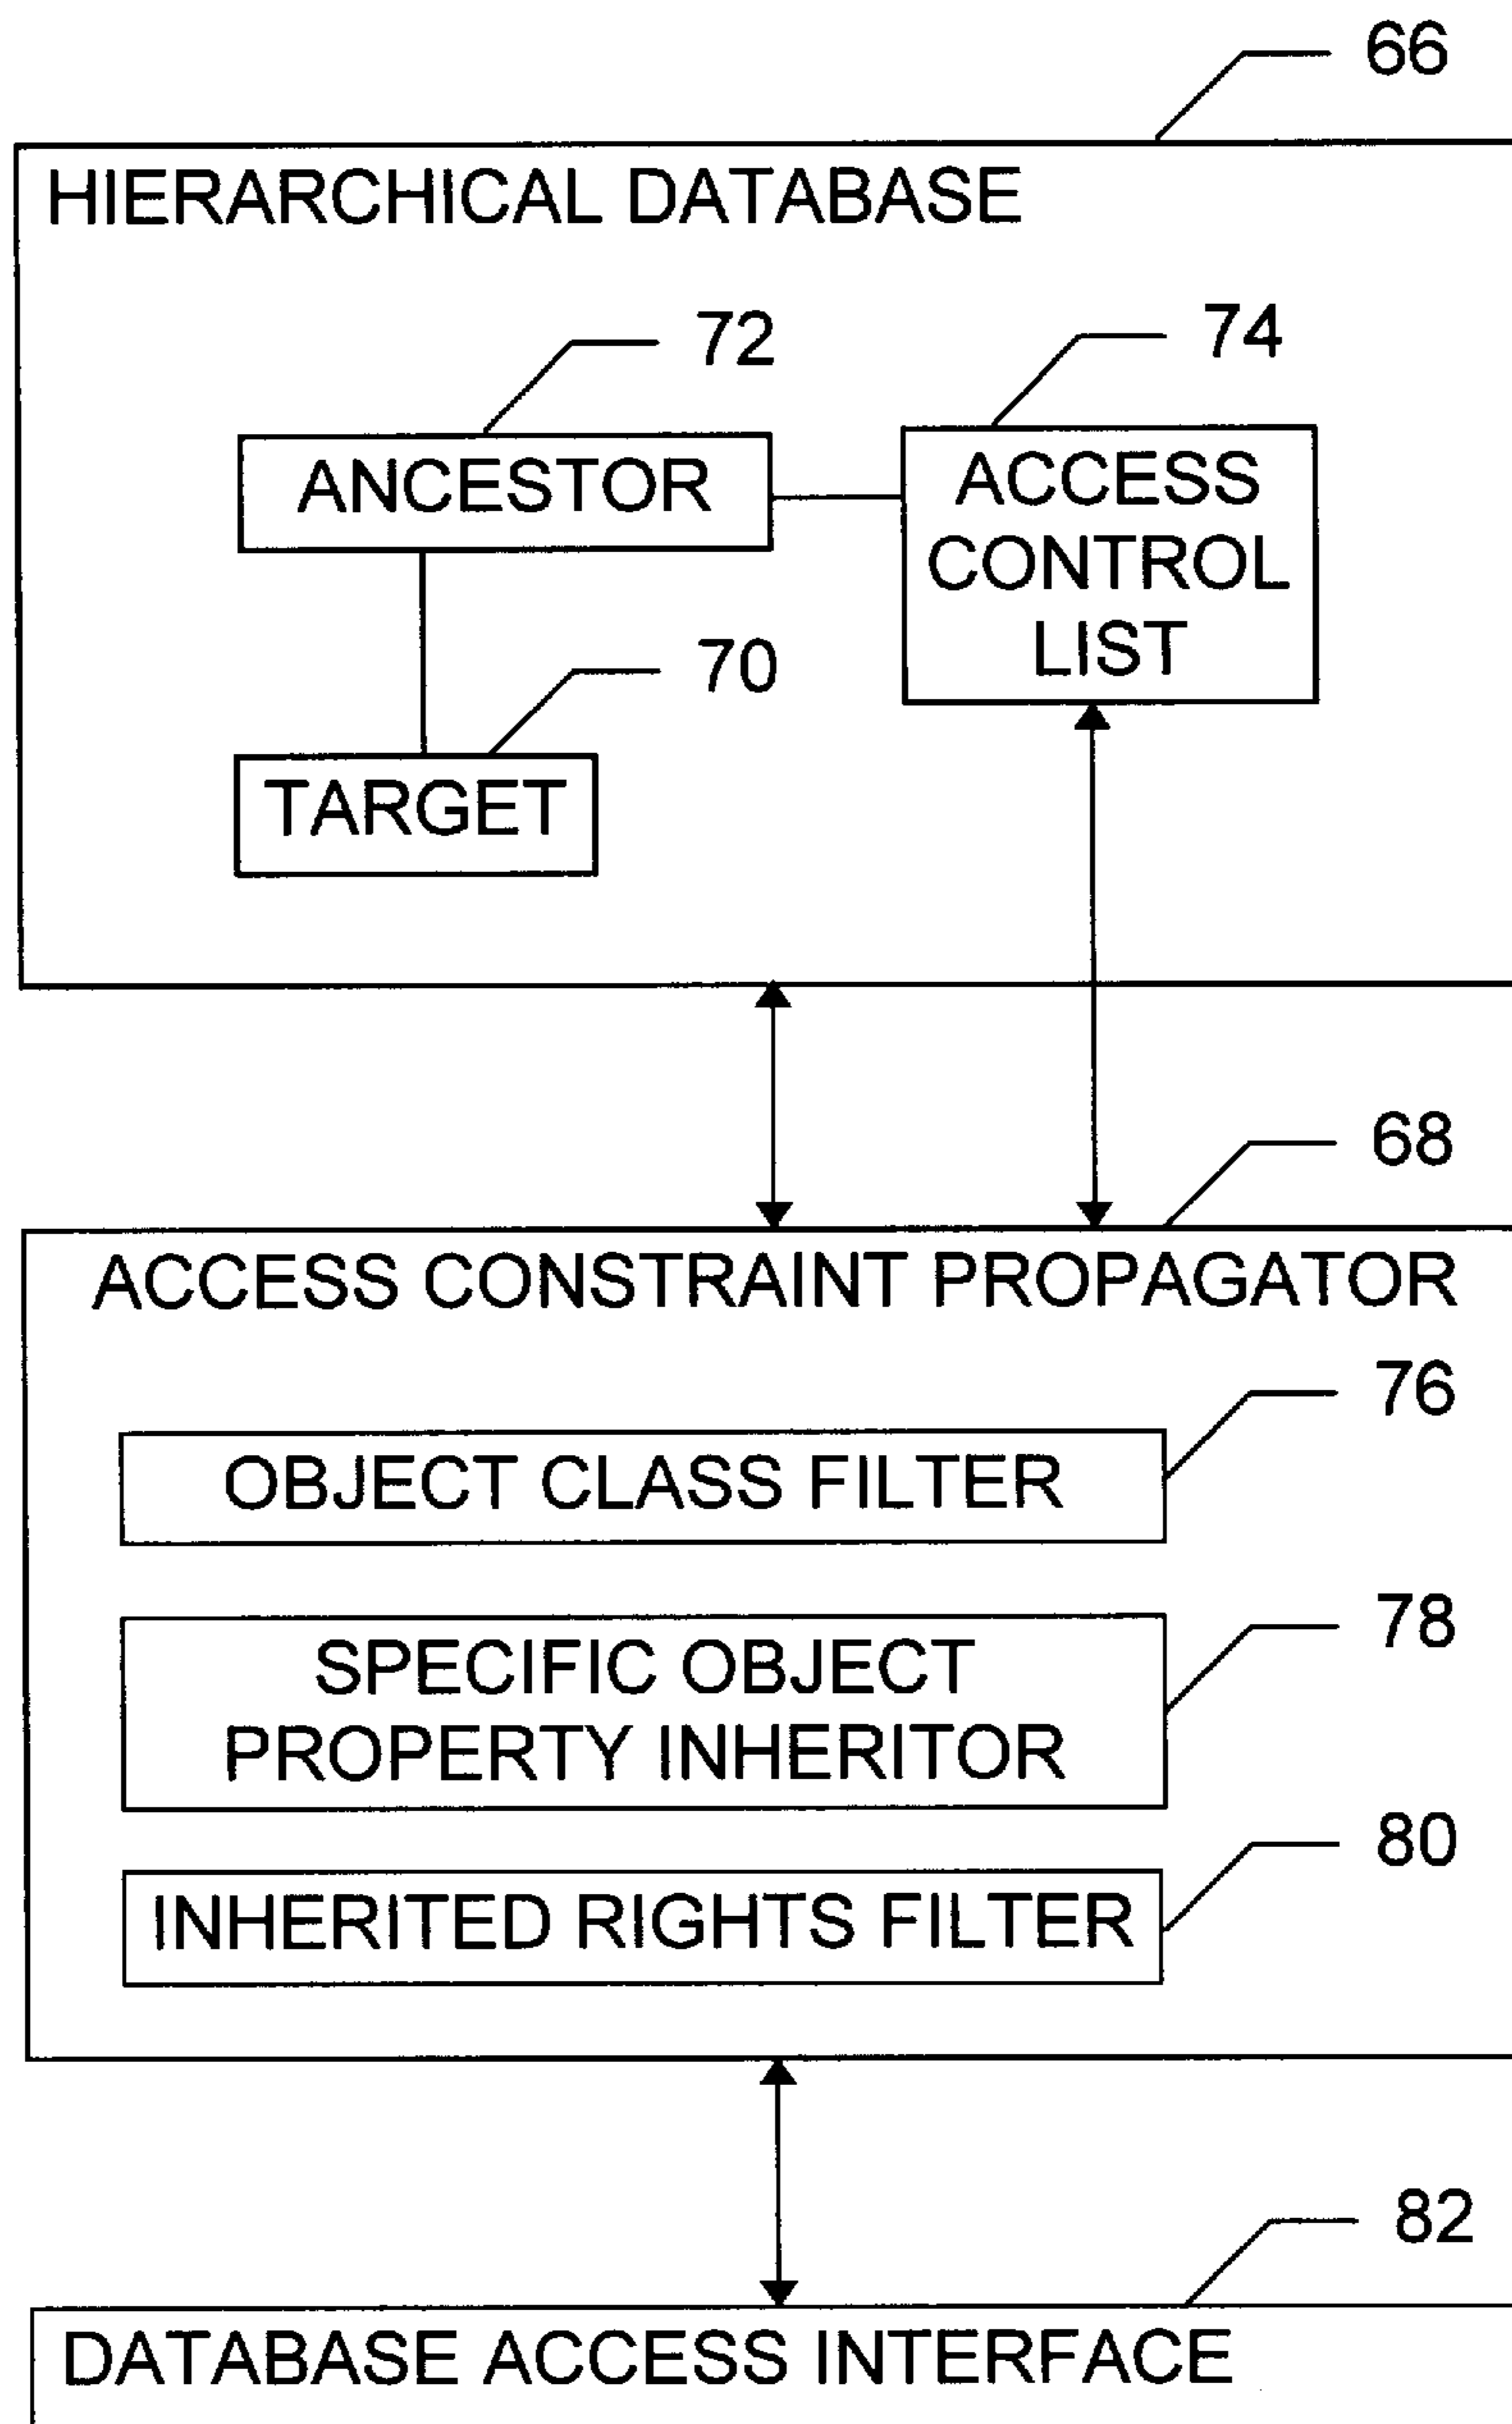 66
HIERARCHICAL DATABASE
72
74
ANCESTOR
ACCESS
CONTROL
LIST
70
TARGET
68
ACCESS CONSTRAINT PROPAGATOR
76
OBJECT CLASS FILTER
78
SPECIFIC OBJECT
PROPERTY INHERITOR
80
INHERITED RIGHTS FILTER
82
DATABASE ACCESS INTERFACE